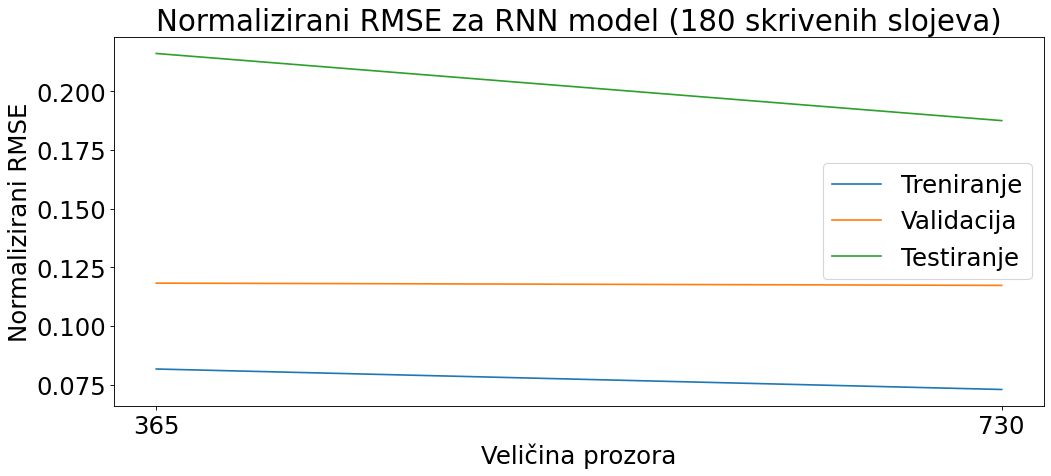 Normalizirani RMSE za RNN model (180 skrivenih slojeva)
Normalizirani RMSE
0.200
0.175
0.150
0.125
0.100
0.075
Treniranje
Validacija
Testiranje
365
730
Veličina prozora